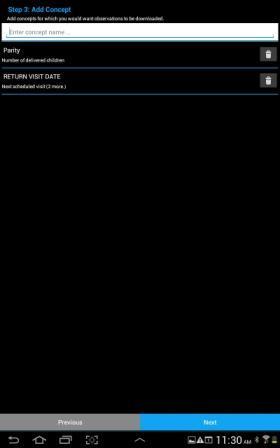 Step 3: Add Concept
Add concepts for which you would want observations to be downloaded.
Enter concept name ...
Parity
Number of delivered children
RETURN VISIT DATE
Next scheduled visit (2 more.)
Previous
Next
11:30 AM